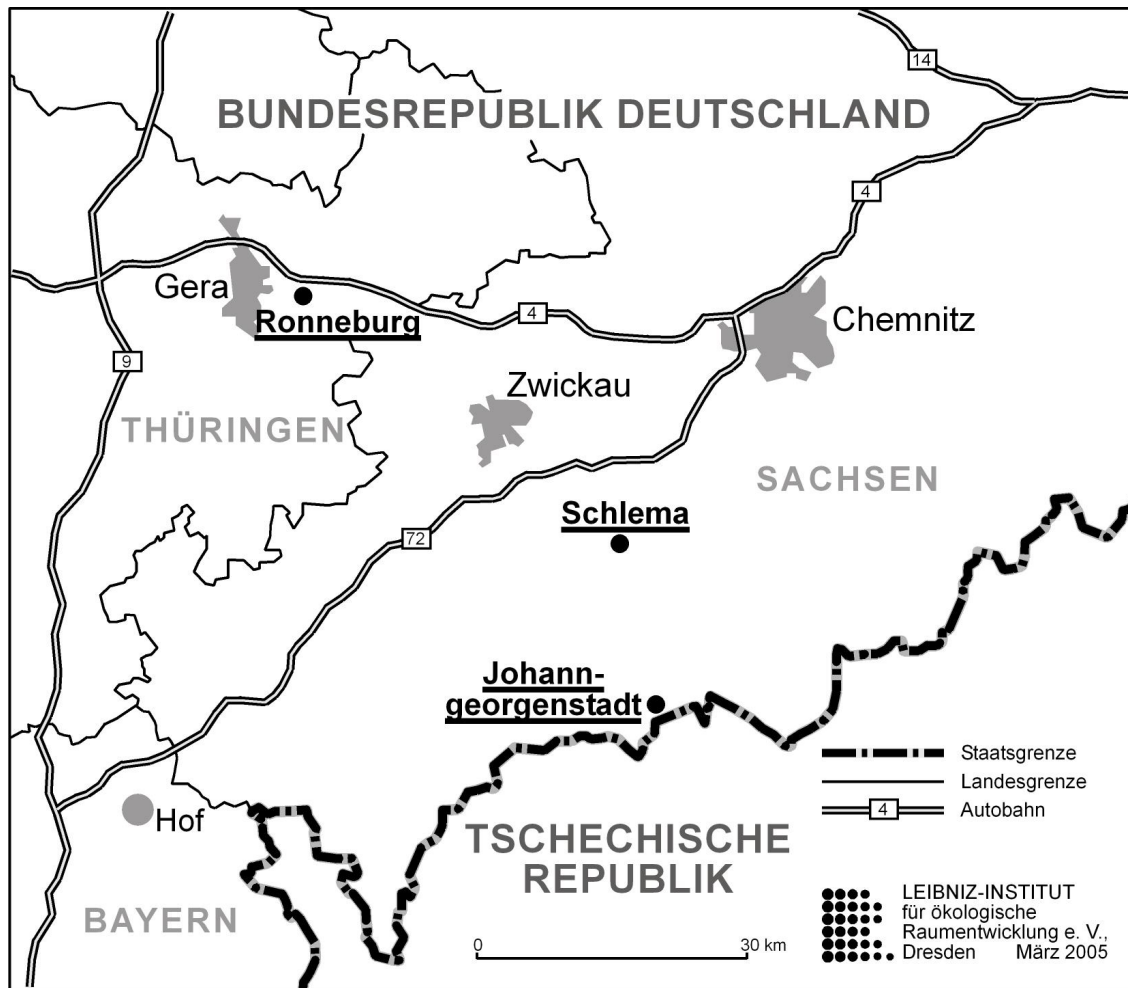 14
BUNDESREPUBLIK DEUTSCHLAND
4
Gera
Ronneburg
4
Chemnitz
9
Zwickau
THÜRINGEN
SACHSEN
Schlema
72
Johann-
georgenstadt
Staatsgrenze
Landesgrenze
4 Autobahn
Hof
TSCHECHISCHE
REPUBLIK
BAYERN
LEIBNIZ-INSTITUT
für ökologische
Raumentwicklung e. V.,
Dresden März 2005
0 30 km